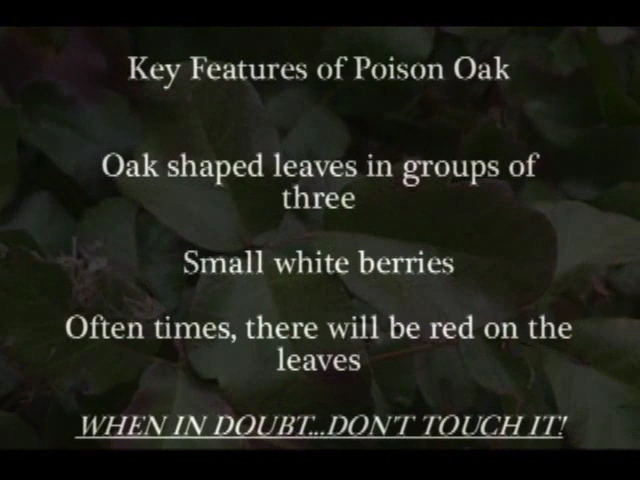 Key Features of Poison Oak
Oak shaped leaves in groups of
three
Small white berries
Often times, there will be red on the
leaves
WHEN IN DOUBT...DON'T TOUCH IT!